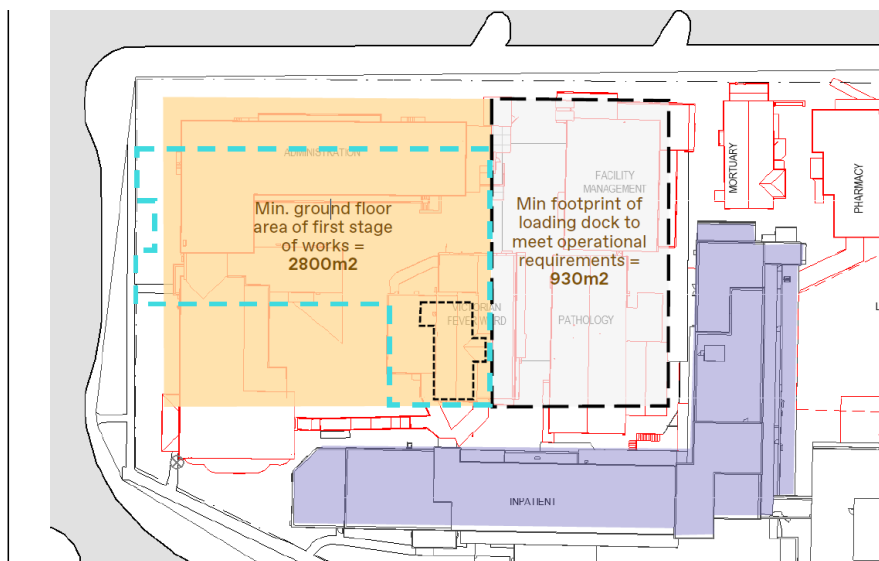 ADMINISTRATION
Min. ground floor
area of first stage
of works =
2800m2
FACILITY
MANAGEMENT
Min footprint of
loading dock to
meet operational
requirements =
930m2
VICTORIAN
FEVER WARD
PATHOLOGY
MORTUARY
PHARMACY
L
INPATIENT